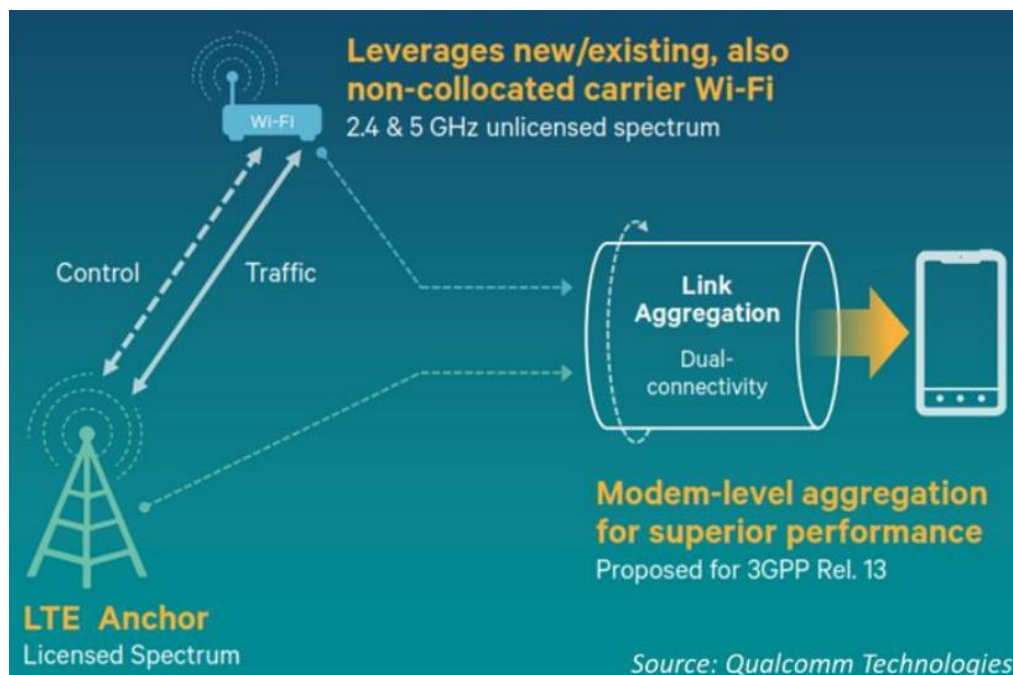 Leverages new/existing, also
non-collocated carrier Wi-Fi
2.4 & 5 GHz unlicensed spectrum
Wi-Fi
Control
Traffic
Link
Aggregation
Dual-
connectivity
Modem-level aggregation
for superior performance
Proposed for 3GPP Rel. 13
LTE Anchor
Licensed Spectrum
Source: Qualcomm Technologies